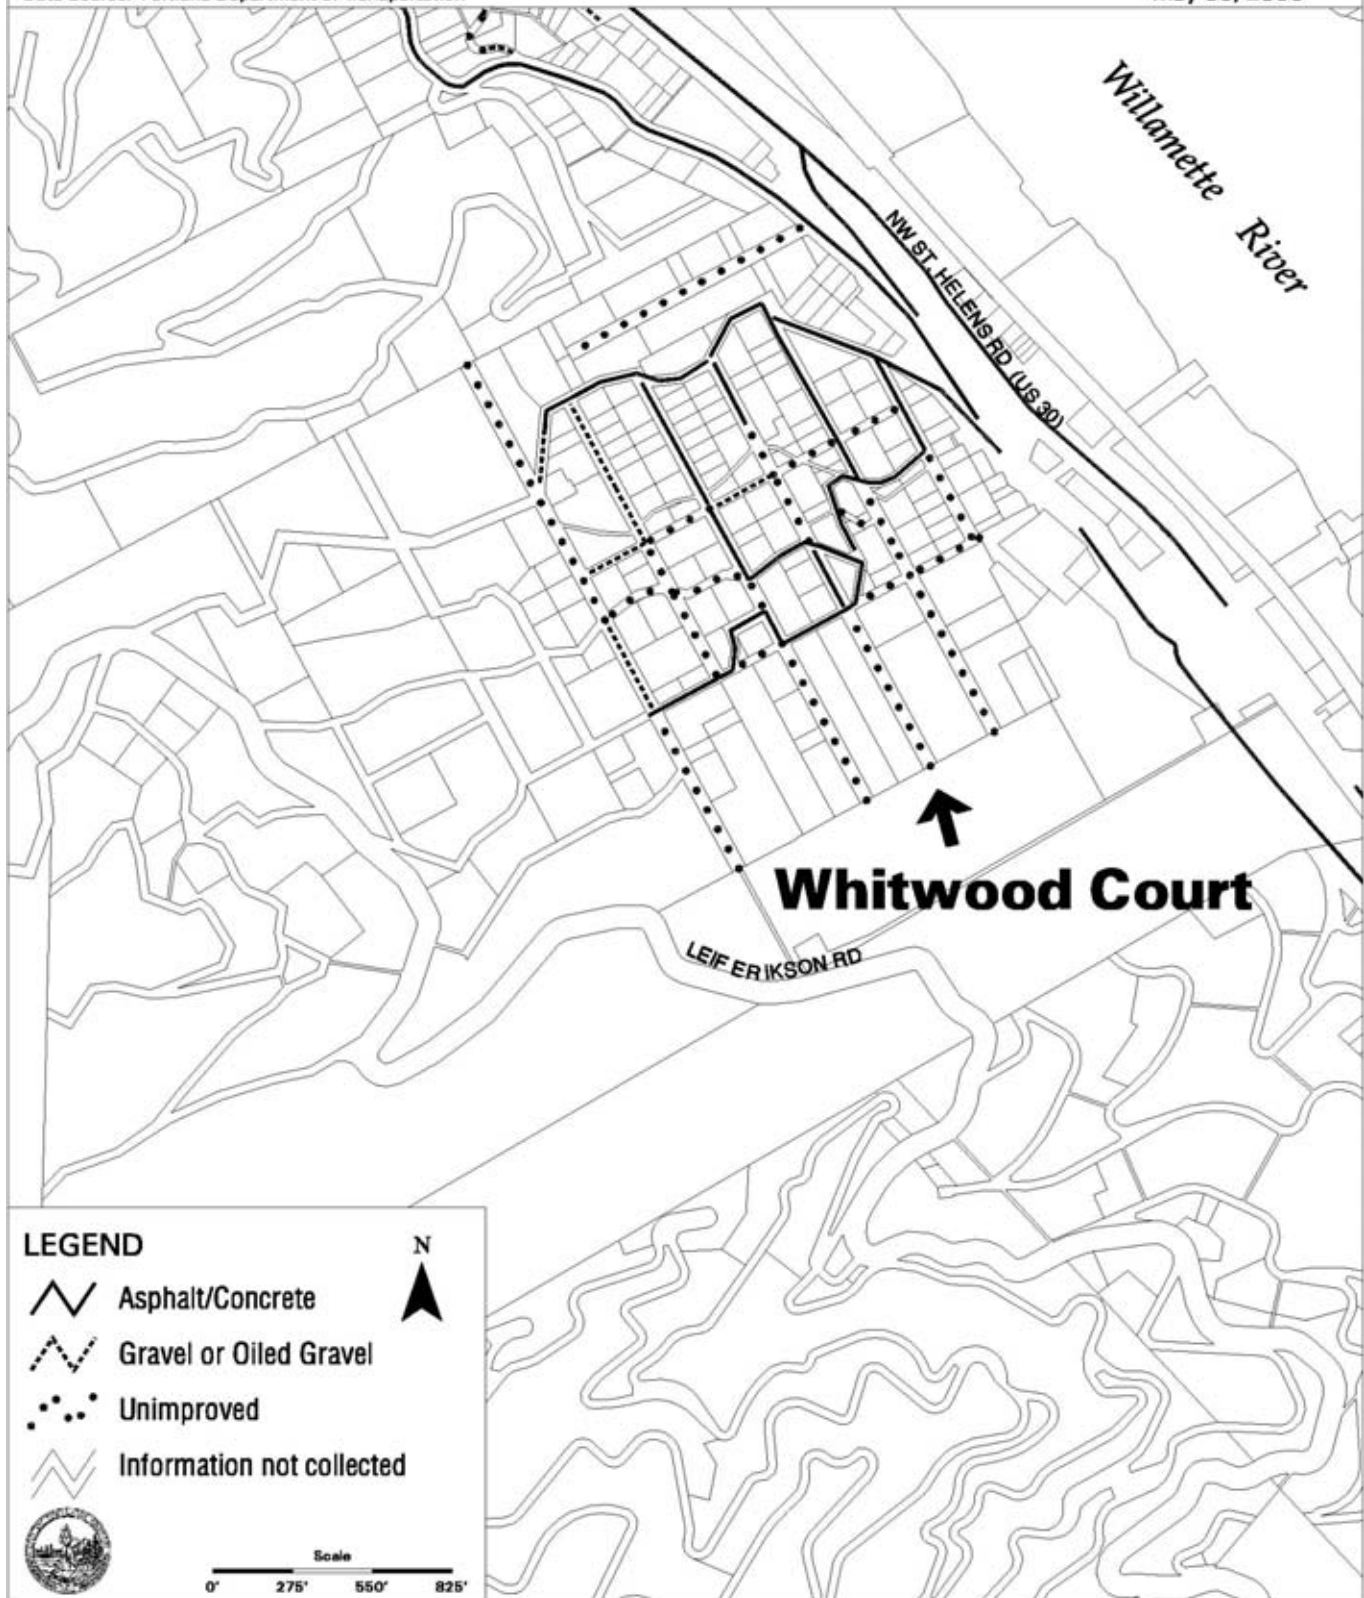 Willamette River
NW ST. HELENS RD (US 30)
Whitwood Court
LEIF ERIKSON RD
LEGEND
N
Asphalt/Concrete
Gravel or Oiled Gravel
Unimproved
Information not collected
Scale
0' 275' 550' 825'